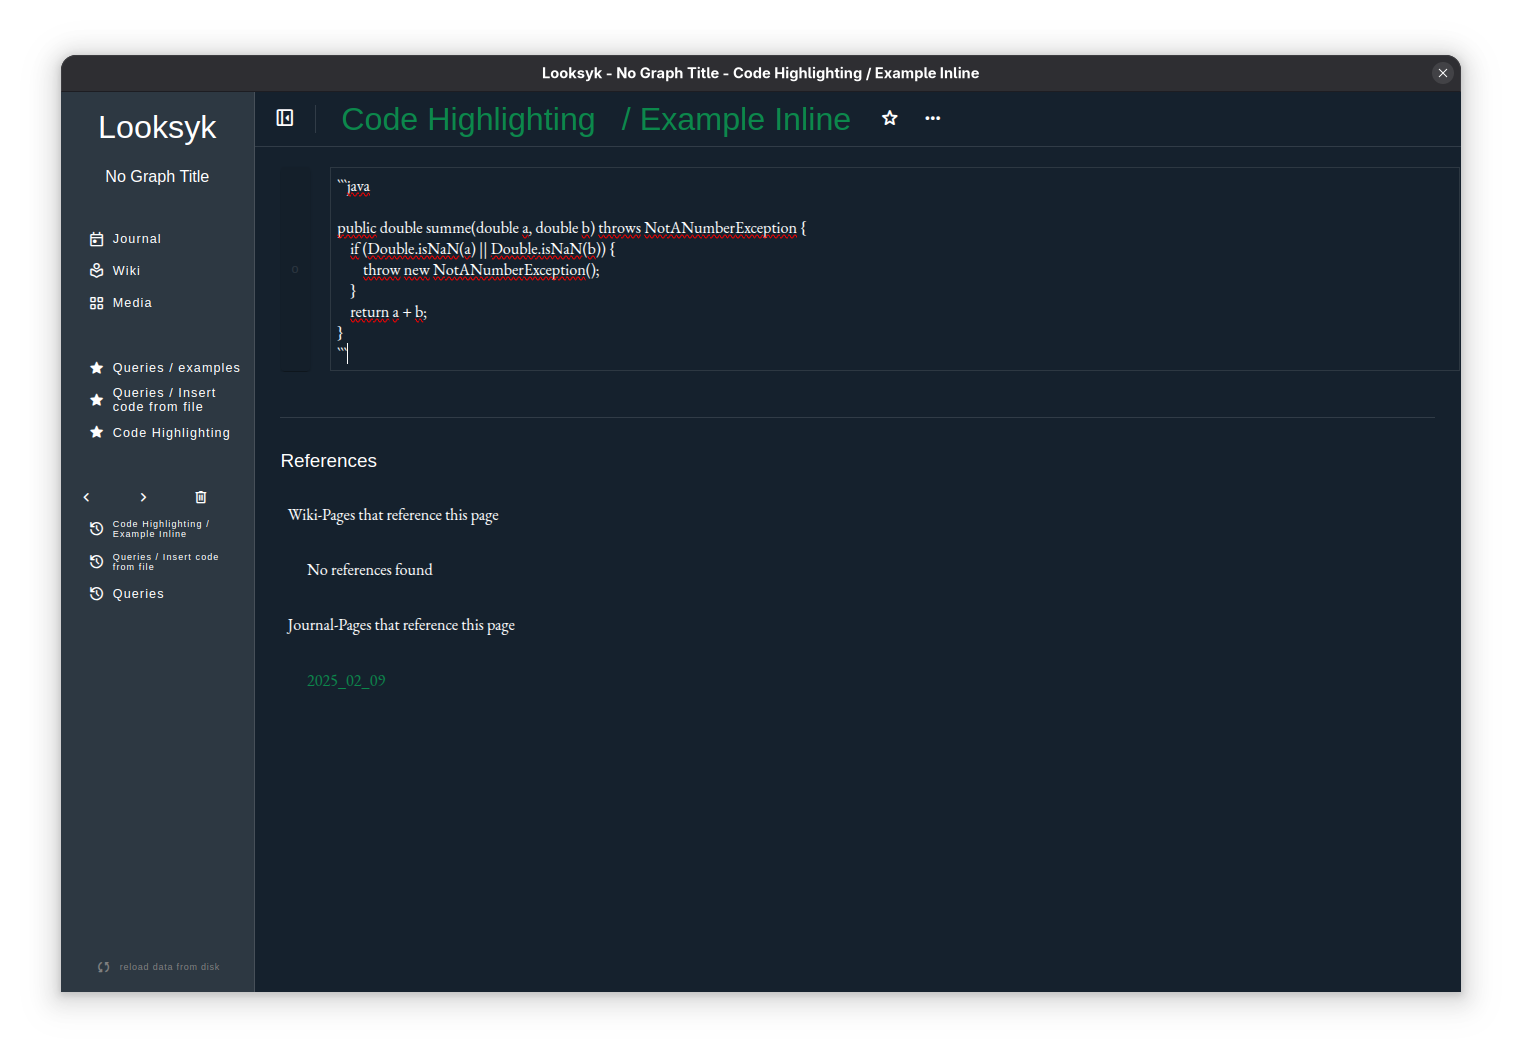 Looksyk - No Graph Title - Code Highlighting / Example Inline
Looksyk
No Graph Title
Journal
Wiki
Media
Queries / examples
Queries / Insert
code from file
Code Highlighting
Code Highlighting /
Example Inline
Queries / Insert code
from file
Queries
reload data from disk
Code Highlighting / Example Inline
```java
public double summe(double a, double b) throws NotANumberException {
if (Double.isNaN(a) || Double.isNaN(b)) {
throw new NotANumberException();
}
return a + b;
}
```
References
Wiki-Pages that reference this page
No references found
Journal-Pages that reference this page
2025_02_09